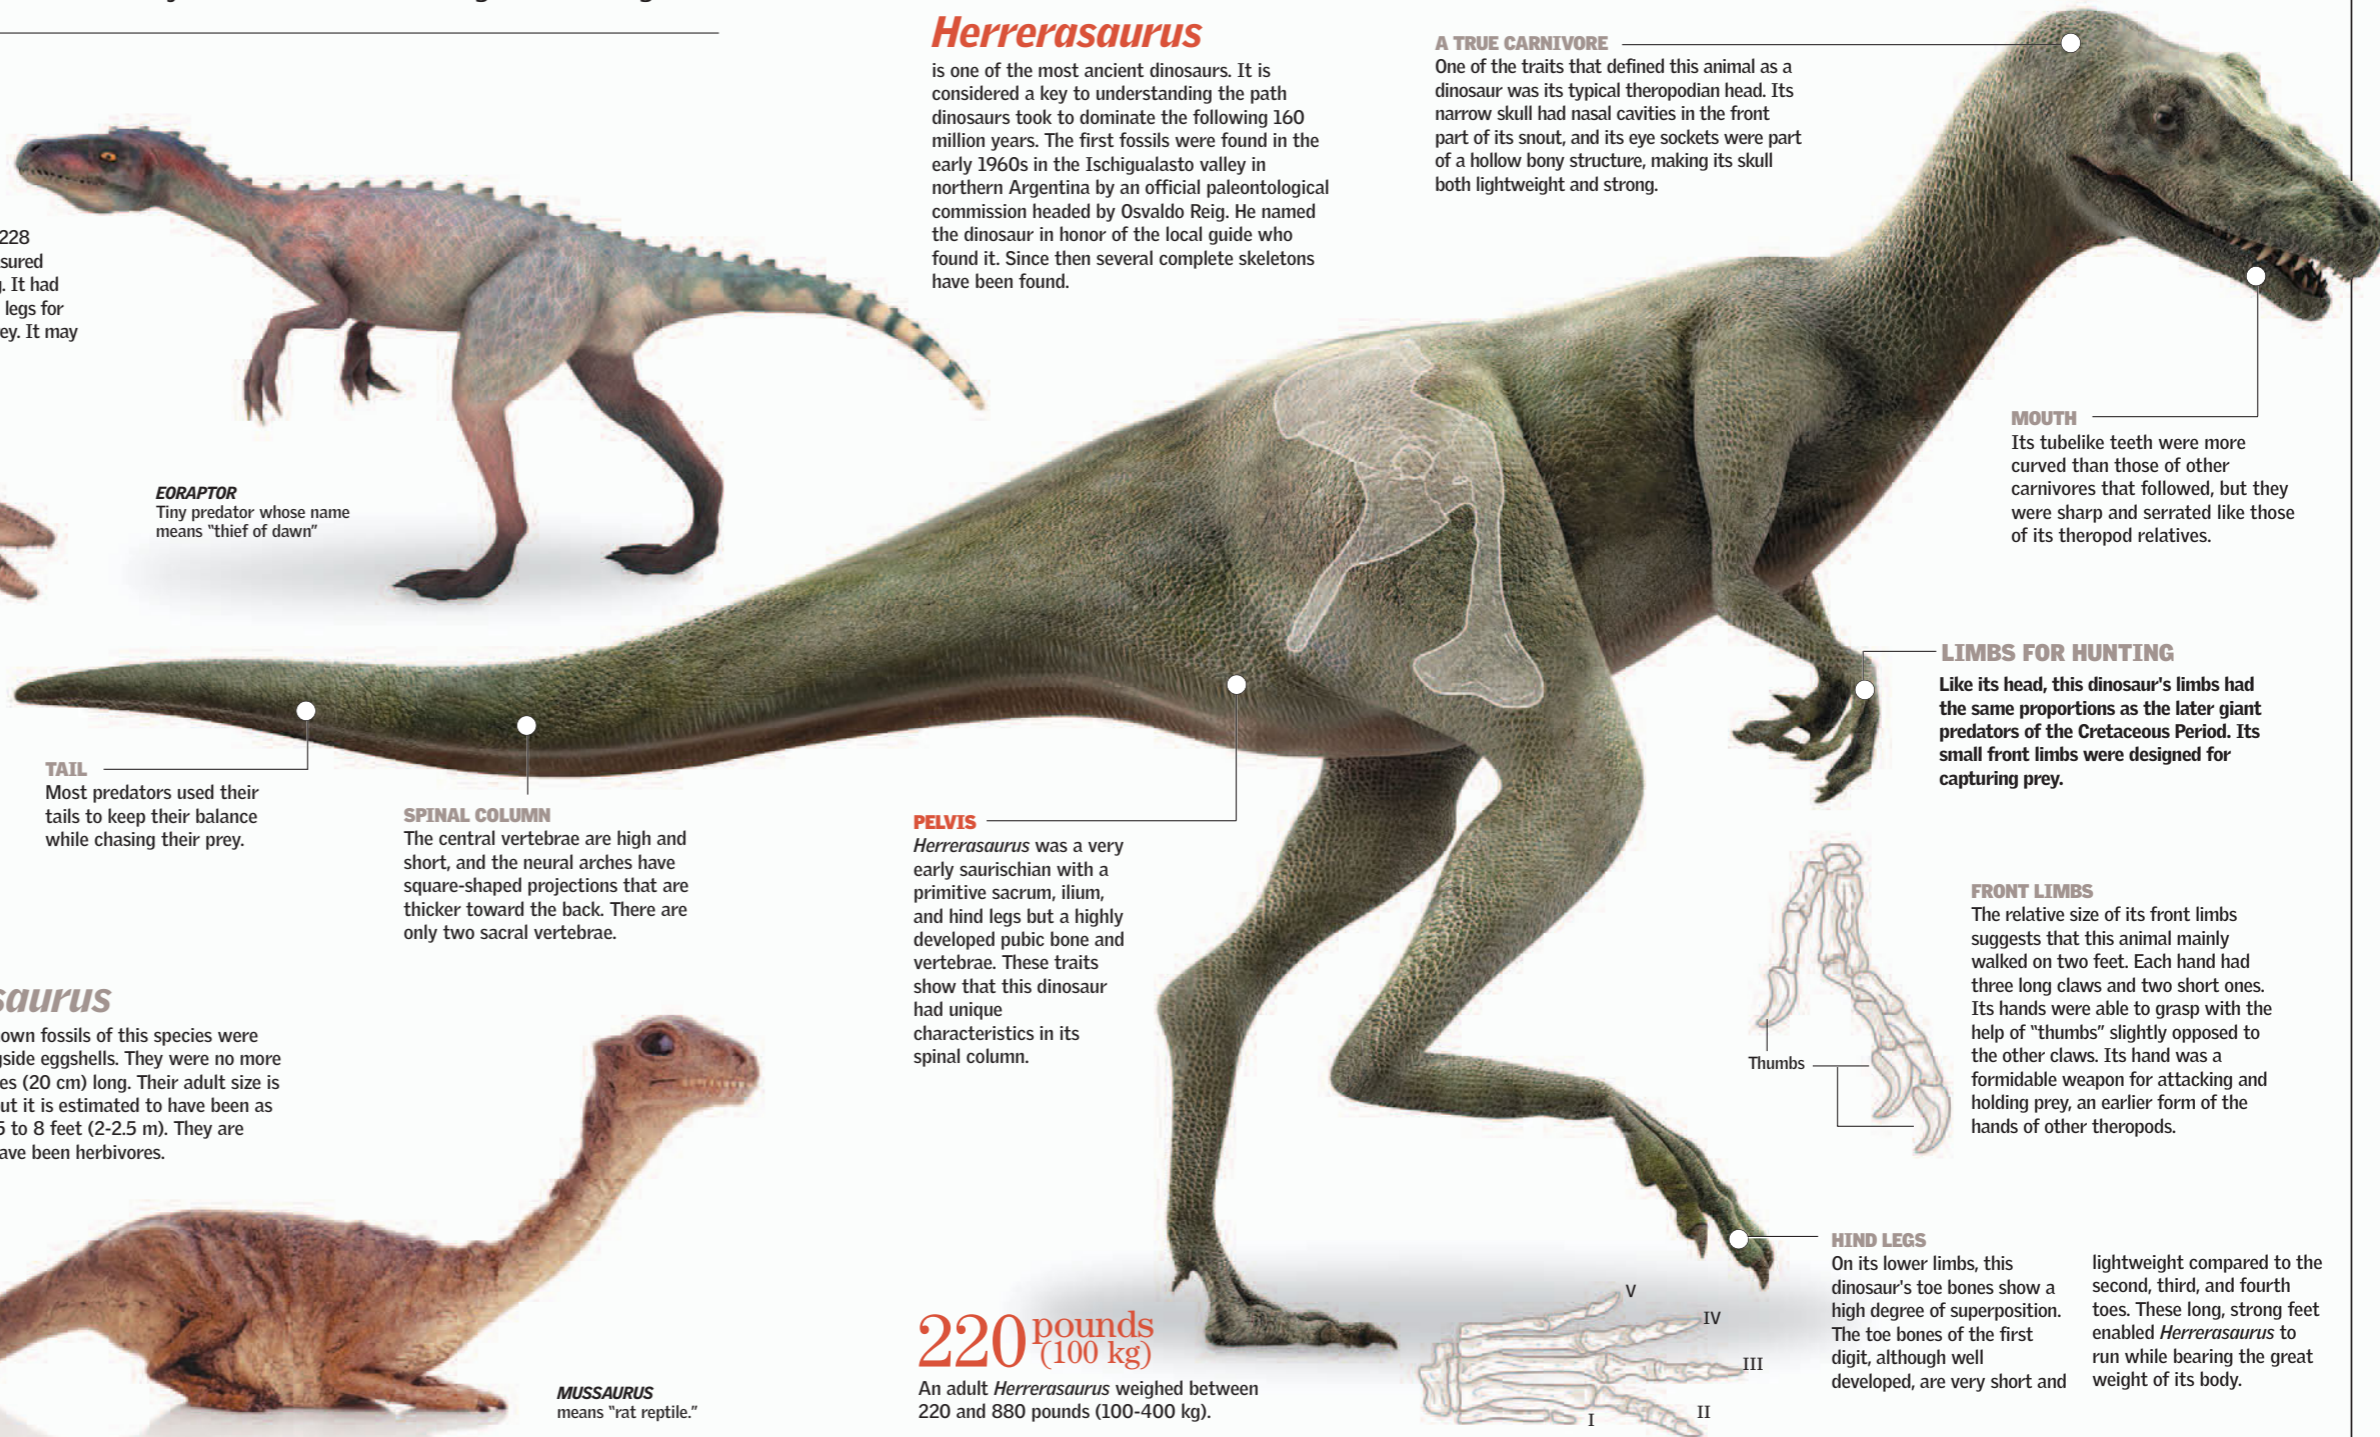 228
sured
. It had
legs for
ey. It may
EORAPTOR
Tiny predator whose name
means "thief of dawn"
Herrerasaurus
is one of the most ancient dinosaurs. It is
considered a key to understanding the path
dinosaurs took to dominate the following 160
million years. The first fossils were found in the
early 1960s in the Ischigualasto valley in
northern Argentina by an official paleontological
commission headed by Osvaldo Reig. He named
the dinosaur in honor of the local guide who
found it. Since then several complete skeletons
have been found.
A TRUE CARNIVORE
One of the traits that defined this animal as a
dinosaur was its typical theropodian head. Its
narrow skull had nasal cavities in the front
part of its snout, and its eye sockets were part
of a hollow bony structure, making its skull
both lightweight and strong.
MOUTH
Its tubelike teeth were more
curved than those of other
carnivores that followed, but they
were sharp and serrated like those
of its theropod relatives.
LIMBS FOR HUNTING
Like its head, this dinosaur's limbs had
the same proportions as the later giant
predators of the Cretaceous Period. Its
small front limbs were designed for
capturing prey.
TAIL
Most predators used their
tails to keep their balance
while chasing their prey.
SPINAL COLUMN
The central vertebrae are high and
short, and the neural arches have
square-shaped projections that are
thicker toward the back. There are
only two sacral vertebrae.
PELVIS
Herrerasaurus was a very
early saurischian with a
primitive sacrum, ilium,
and hind legs but a highly
developed pubic bone and
vertebrae. These traits
show that this dinosaur
had unique
characteristics in its
spinal column.
FRONT LIMBS
The relative size of its front limbs
suggests that this animal mainly
walked on two feet. Each hand had
three long claws and two short ones.
Its hands were able to grasp with the
help of "thumbs" slightly opposed to
the other claws. Its hand was a
formidable weapon for attacking and
holding prey, an earlier form of the
hands of other theropods.
Thumbs
saurus
own fossils of this species were
gside eggshells. They were no more
es (20 cm) long. Their adult size is
ut it is estimated to have been as
5 to 8 feet (2-2.5 m). They are
ave been herbivores.
MUSSAURUS
means "rat reptile."
220 pounds
(100 kg)
An adult Herrerasaurus weighed between
220 and 880 pounds (100-400 kg).
V
IV
III
II
I
HIND LEGS
On its lower limbs, this
dinosaur's toe bones show a
high degree of superposition.
The toe bones of the first
digit, although well
developed, are very short and
lightweight compared to the
second, third, and fourth
toes. These long, strong feet
enabled Herrerasaurus to
run while bearing the great
weight of its body.